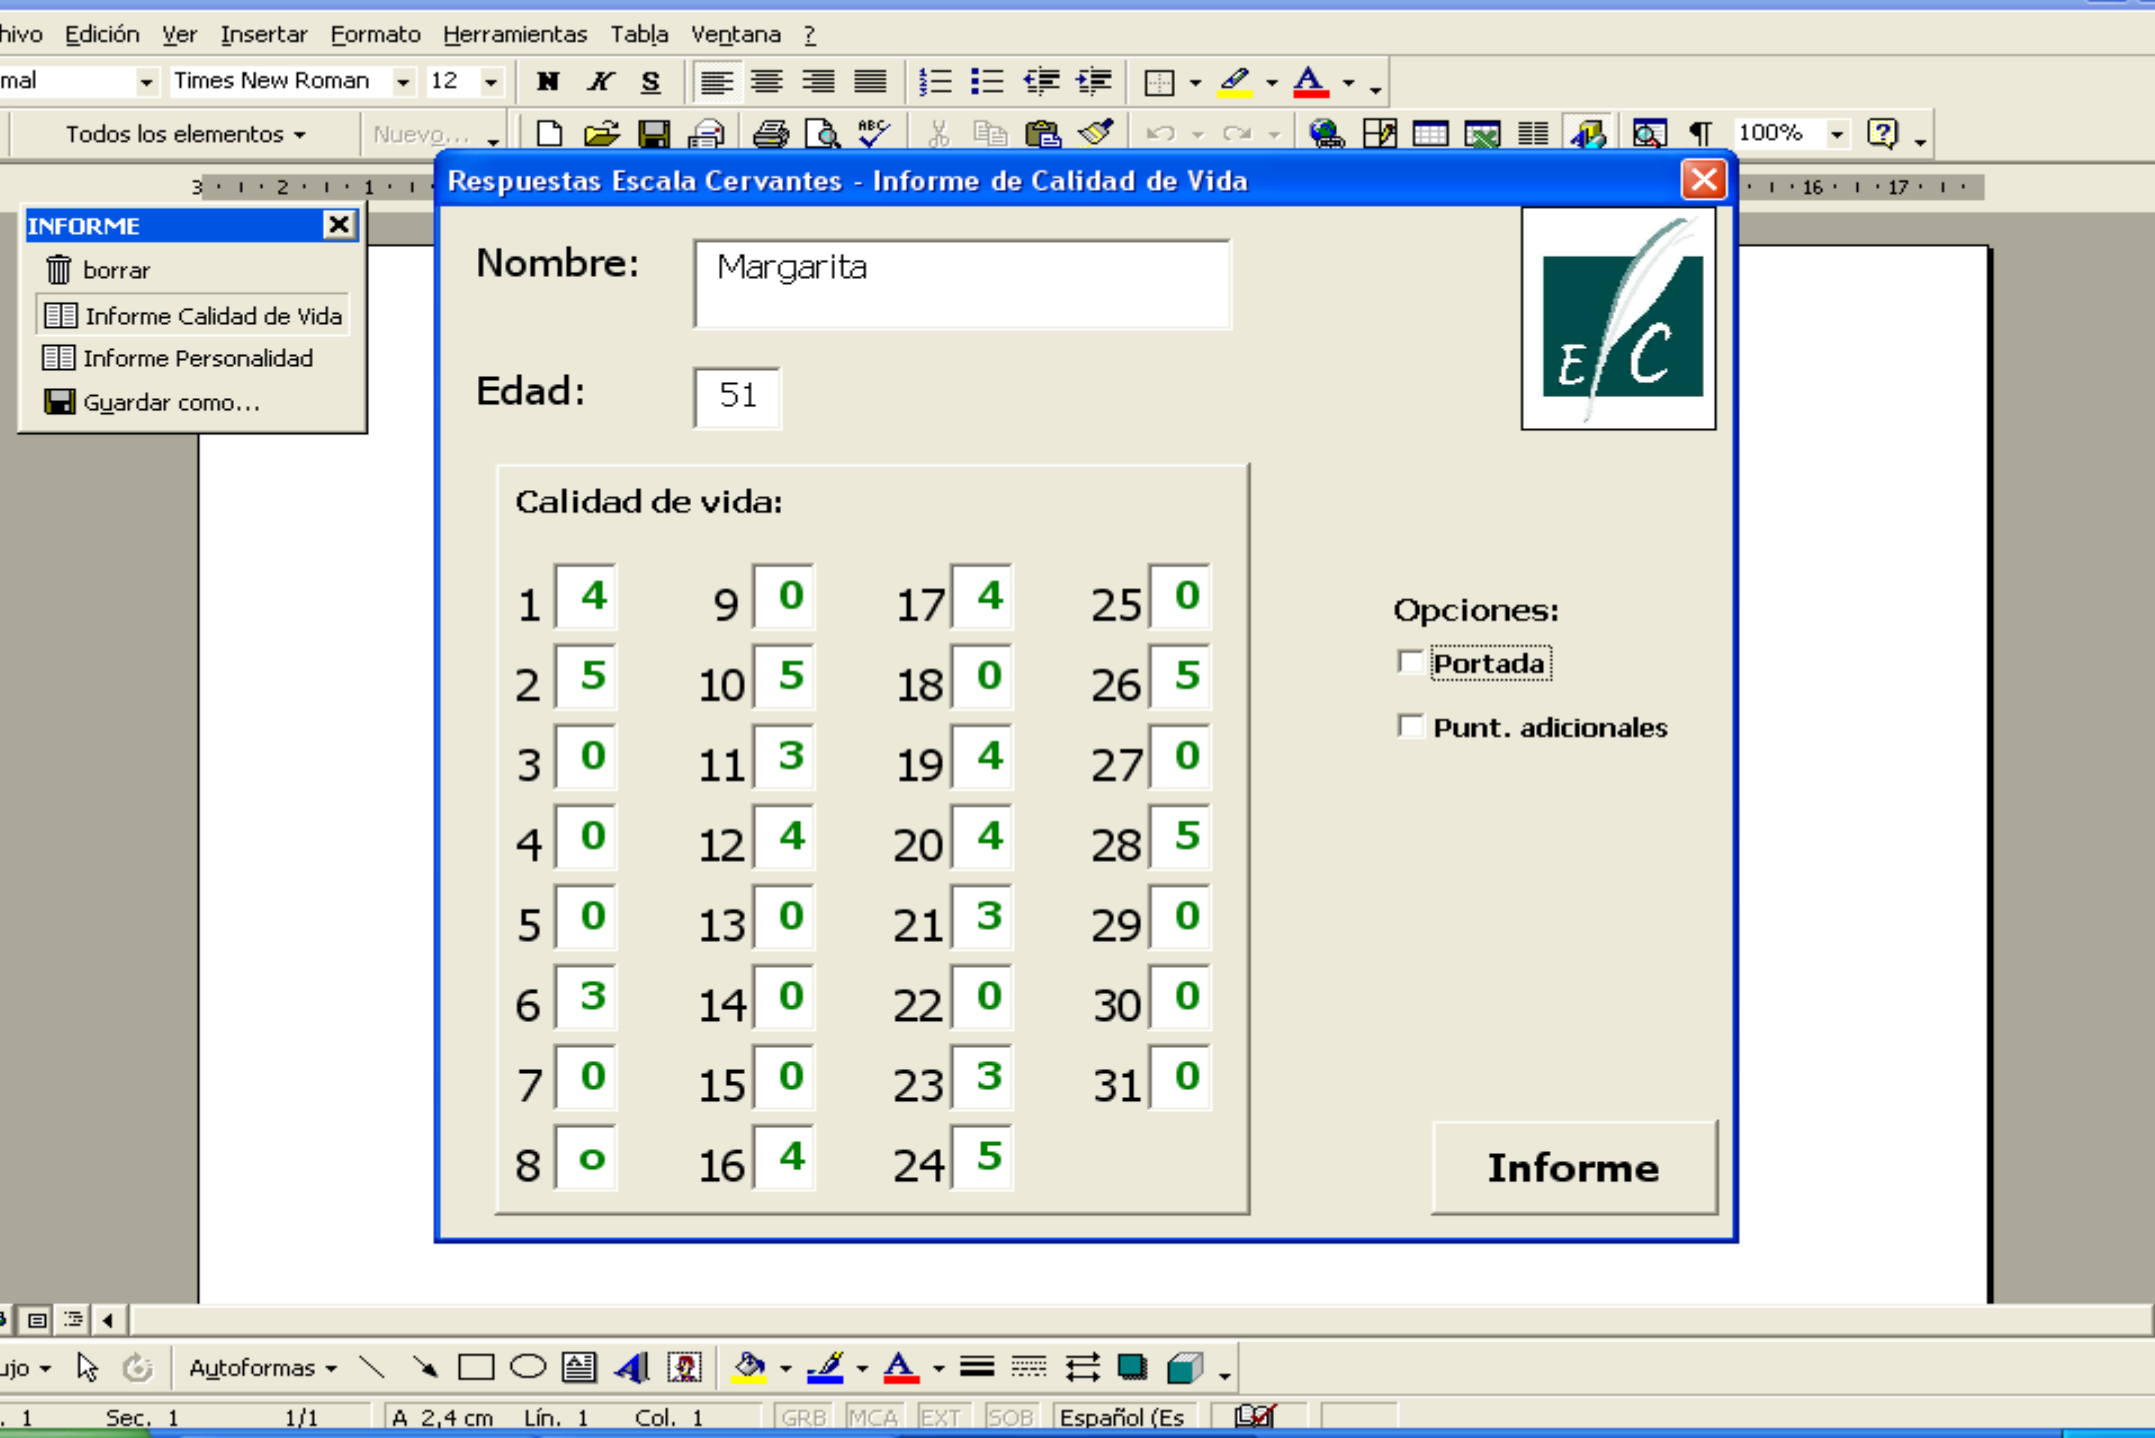 hivo Edición Ver Insertar Formato Herramientas Tabla Ventana ?
mal Times New Roman 12 N K S A
Todos los elementos Nuevo... ABC ¶ 100% ?
3 2 1 16 17
INFORME
borrar
Informe Calidad de Vida
Informe Personalidad
Guardar como...
Respuestas Escala Cervantes - Informe de Calidad de Vida
Nombre: Margarita
E C
Edad: 51
Calidad de vida:
1 4 9 0 17 4 25 0
2 5 10 5 18 0 26 5
3 0 11 3 19 4 27 0
4 0 12 4 20 4 28 5
5 0 13 0 21 3 29 0
6 3 14 0 22 0 30 0
7 0 15 0 23 3 31 0
8 o 16 4 24 5
Opciones:
Portada
Punt. adicionales
Informe
ujo Autoformas A
. 1 Sec. 1 1/1 A 2,4 cm Lín. 1 Col. 1 GRB MCA EXT SOB Español (Es